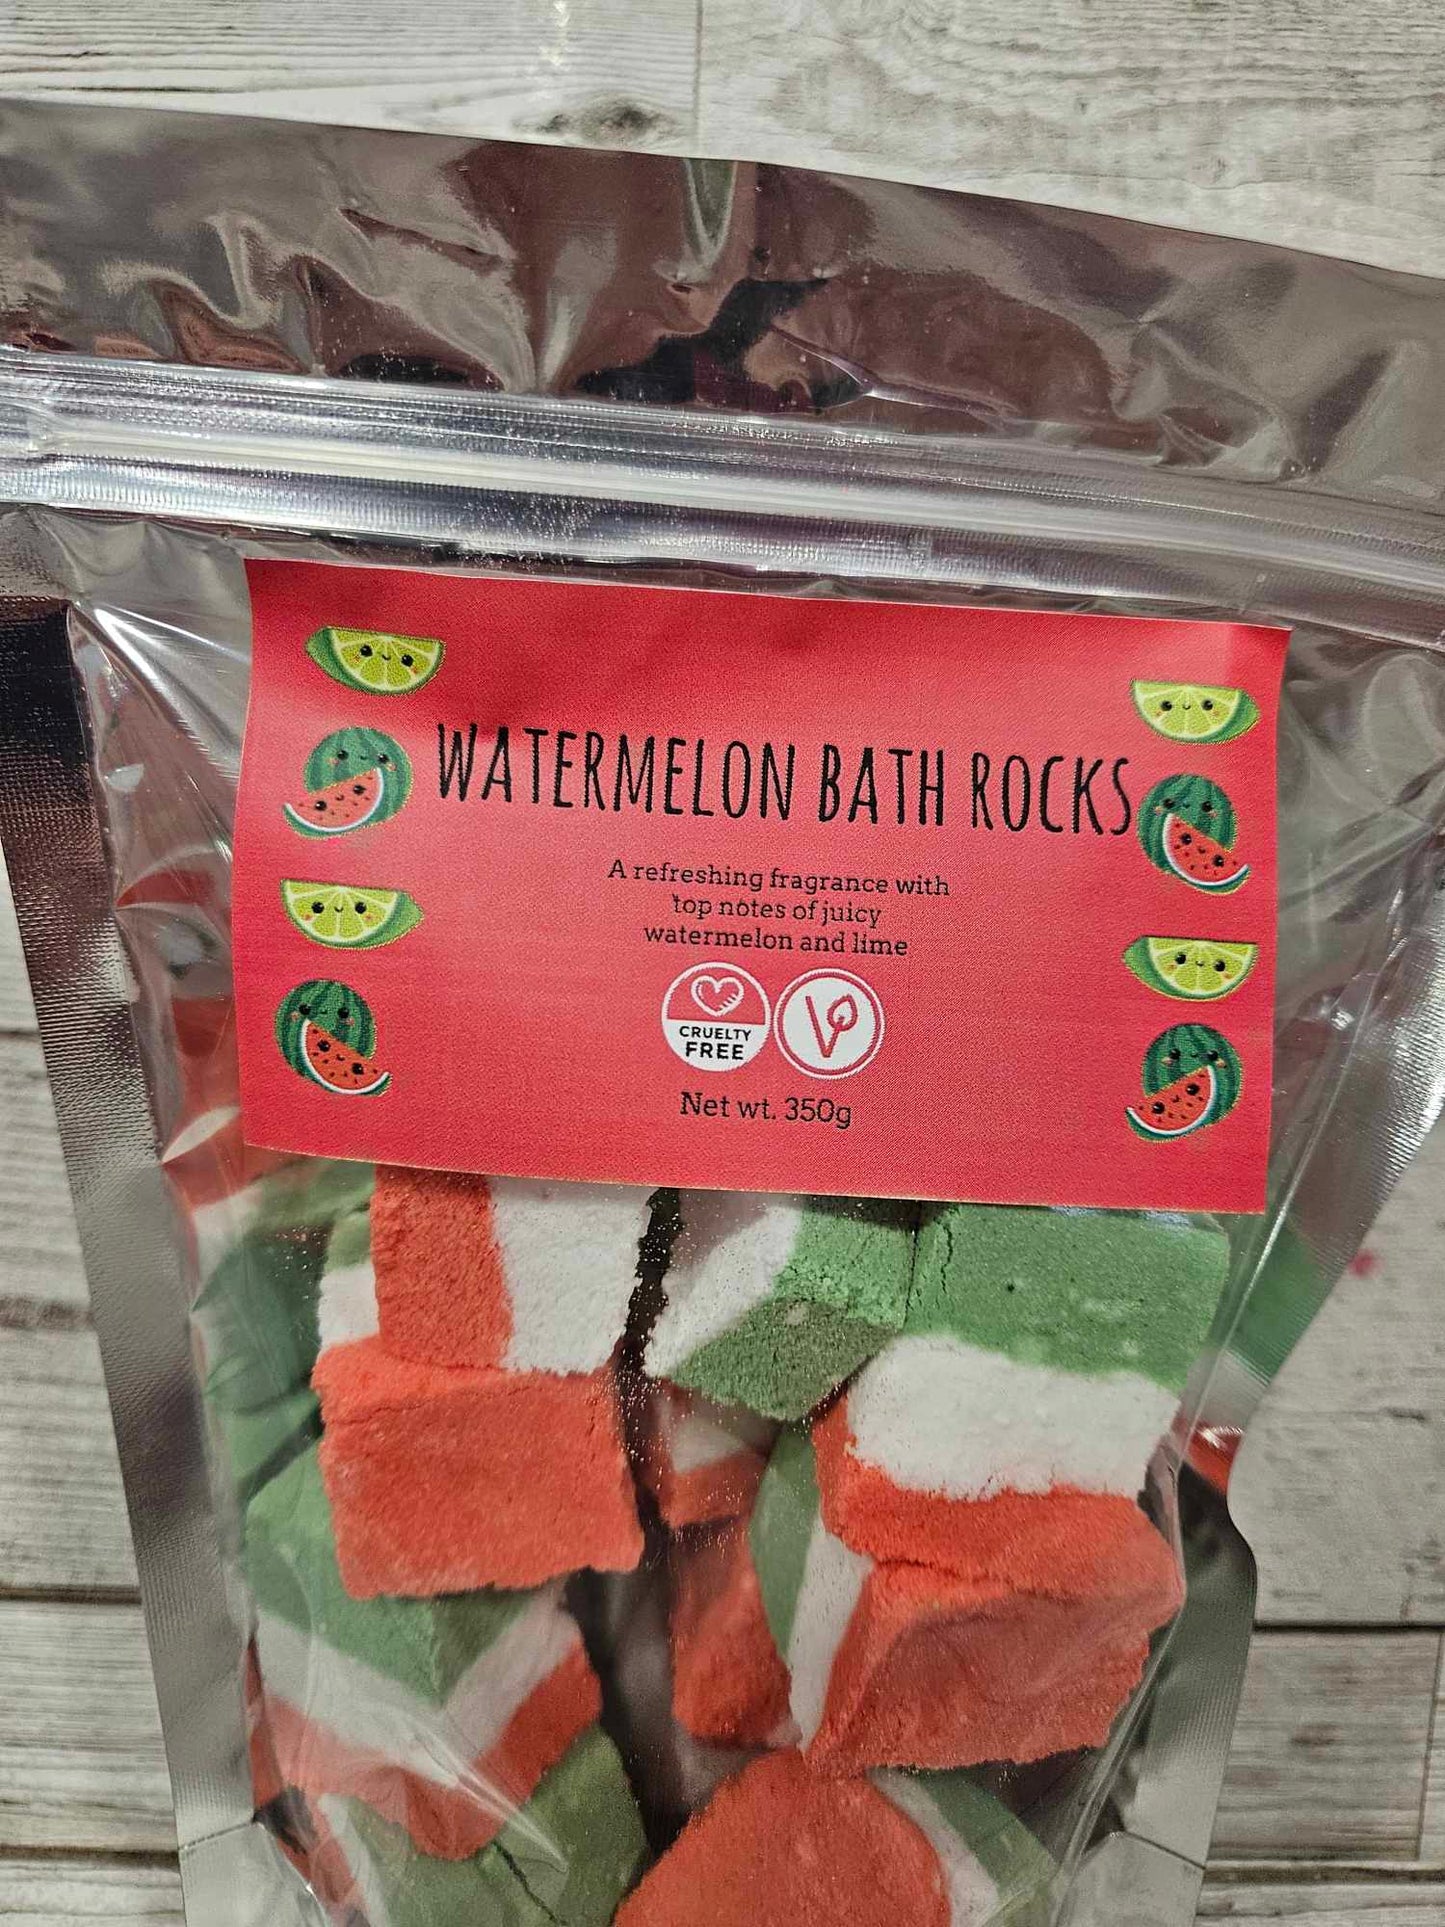 WATERMELON BATH ROCKS
A refreshing fragrance with
top notes of juicy
watermelon and lime
CRUELTY
FREE
V
Net wt. 350g